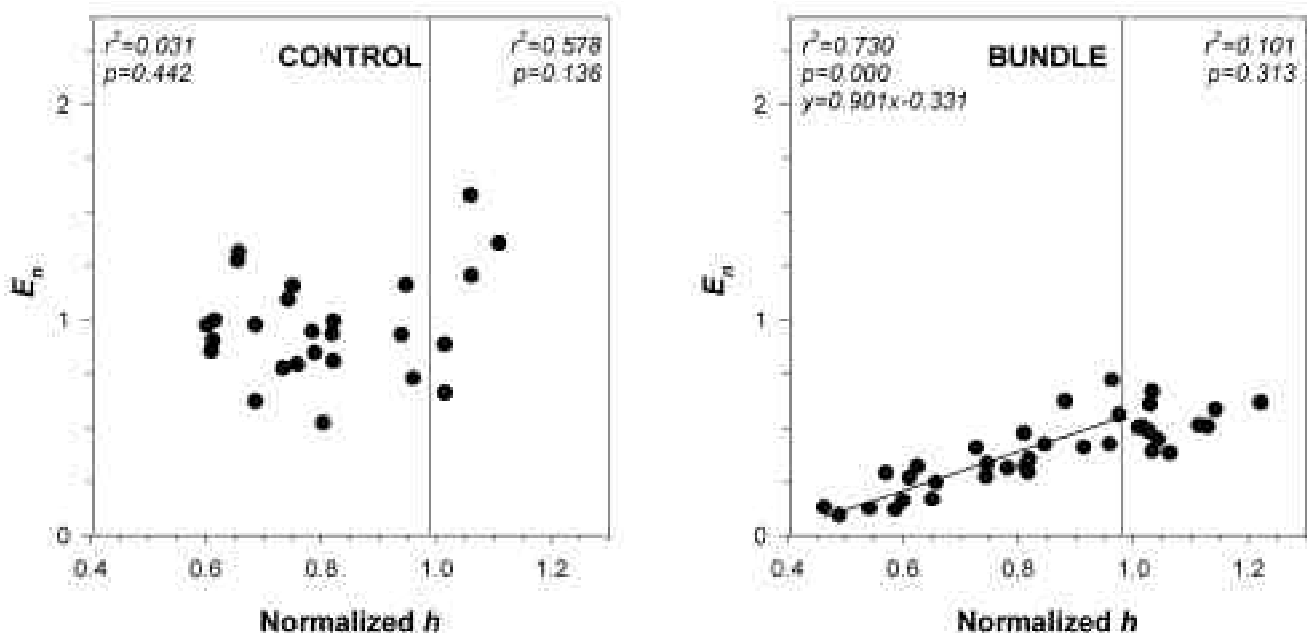 r²=0.031
p=0.442
CONTROL
r²=0.578
p=0.136
2
1
0
Eₙ
0.4 0.6 0.8 1.0 1.2
Normalized h
r²=0.730
p=0.000
y=0.901x-0.331
BUNDLE
r²=0.101
p=0.313
2
1
0
Eₙ
0.4 0.6 0.8 1.0 1.2
Normalized h